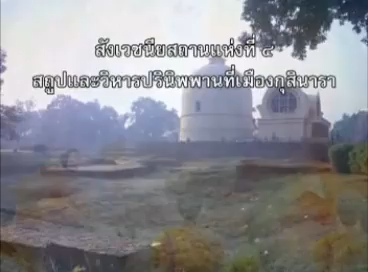 สังเวชนียสถานแห่งที่ ๔
สถูปและวิหารปรินิพพานที่เมืองกุสินารา